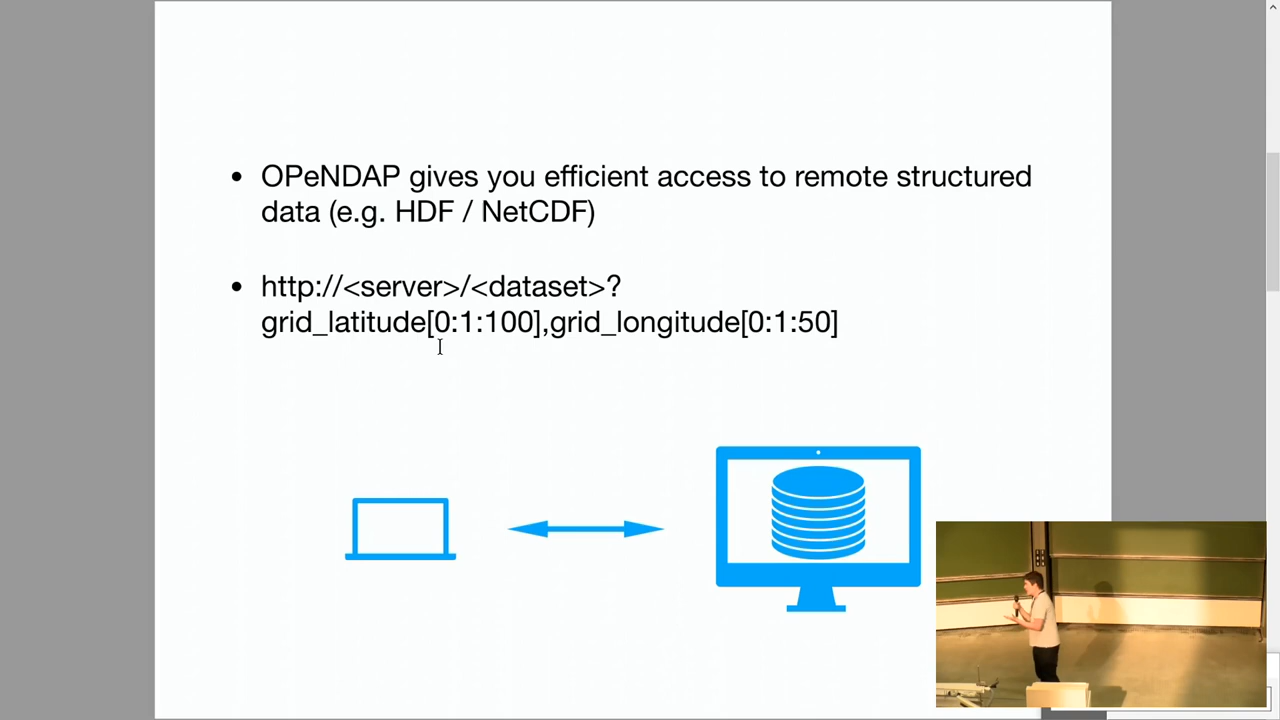 OPeNDAP gives you efficient access to remote structured
data (e.g. HDF / NetCDF)
http://<server>/<dataset>?
grid_latitude[0:1:100],grid_longitude[0:1:50]